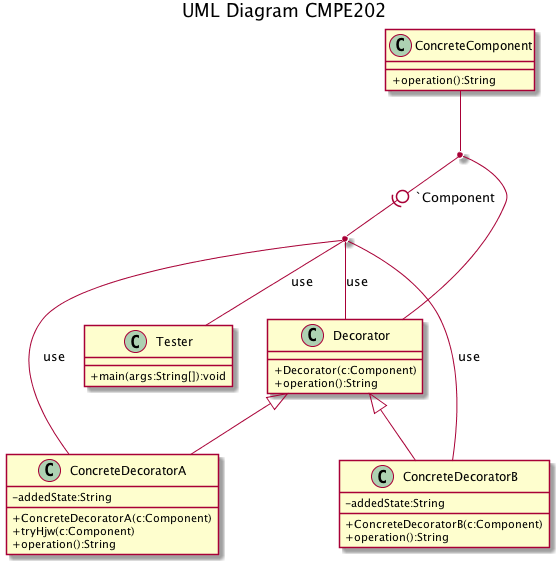 UML Diagram CMPE202
C ConcreteComponent
+operation():String
`Component
use
use
use
use
C Tester
+main(args:String[]):void
C Decorator
+Decorator(c:Component)
+operation():String
C ConcreteDecoratorA
-addedState:String
+ConcreteDecoratorA(c:Component)
+tryHjw(c:Component)
+operation():String
C ConcreteDecoratorB
-addedState:String
+ConcreteDecoratorB(c:Component)
+operation():String